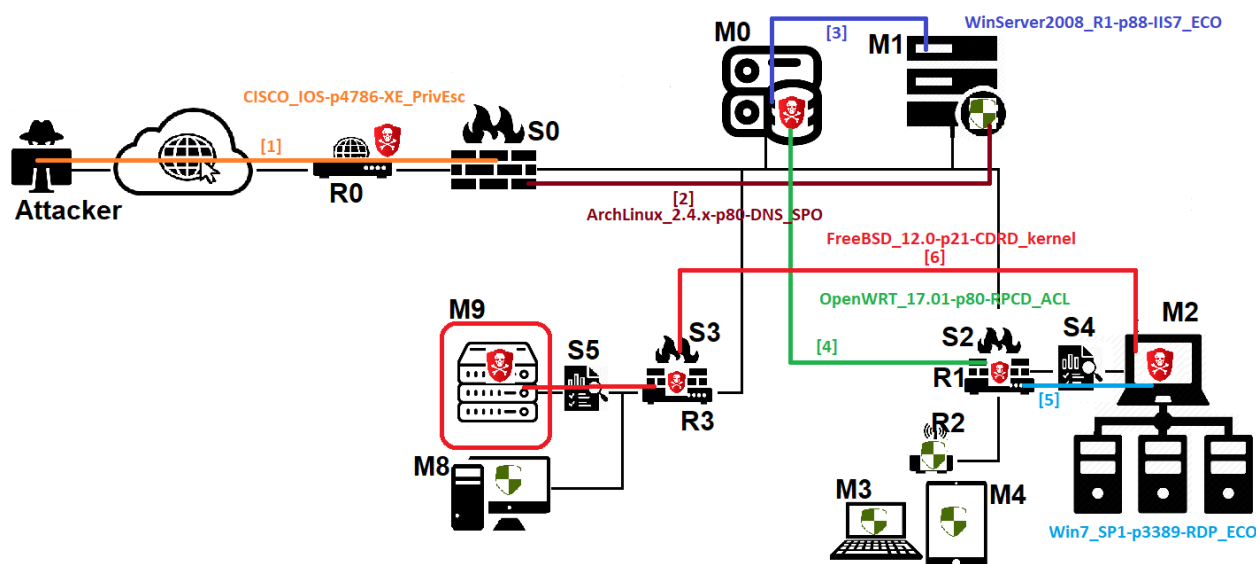 WinServer2008_R1-p88-IIS7_ECO
M0
[3]
M1
CISCO_IOS-p4786-XE_PrivEsc
S0
[1]
R0
Attacker
[2]
ArchLinux_2.4.x-p80-DNS_SPO
FreeBSD_12.0-p21-CDRD_kernel
[6]
OpenWRT_17.01-p80-RPCD_ACL
M9
S5
S3
[4]
S2
S4
M2
R1
[5]
R3
R2
M8
M3
M4
Win7_SP1-p3389-RDP_ECO